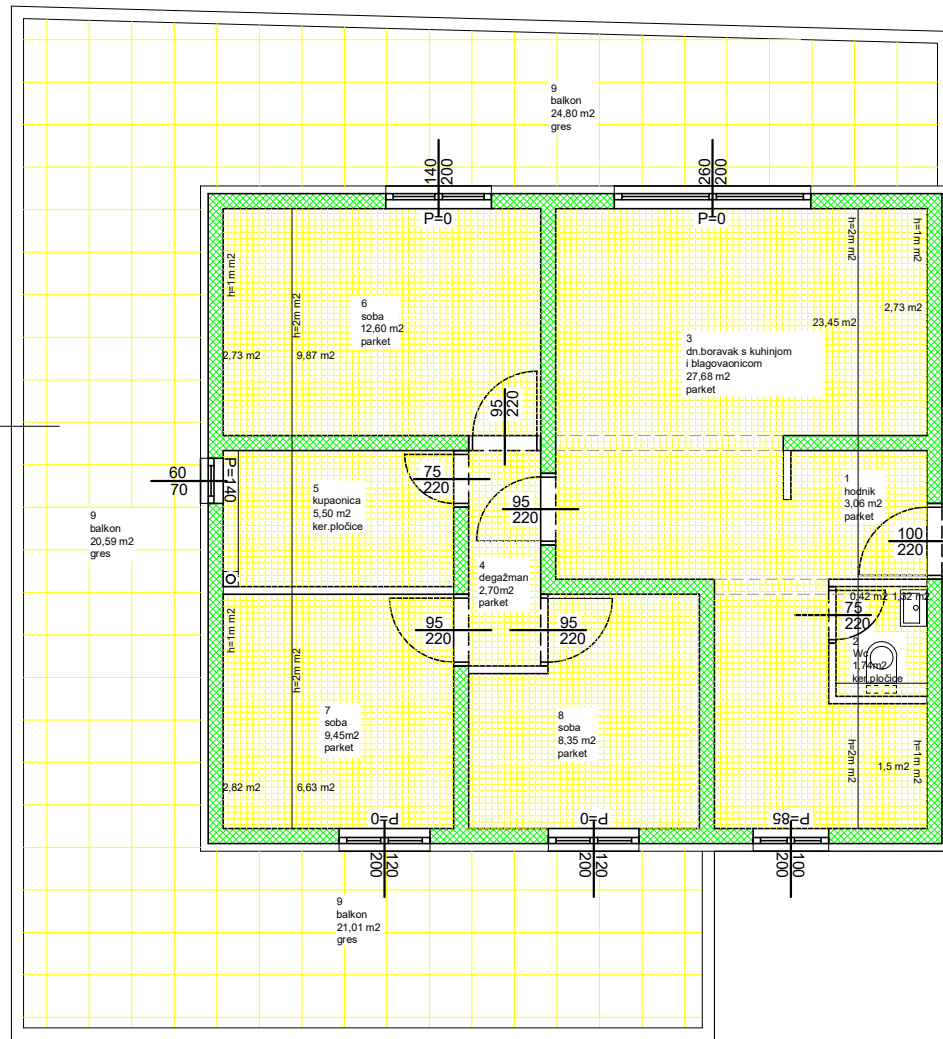 9
balkon
24,80 m2
gres
140
200
P=0
260
200
P=0
h=1m m2
h=2m m2
6
soba
12,60 m2
parket
2,73 m2
9,87 m2
h=2m m2
h=1m m2
2,73 m2
23,45 m2
3
dn.boravak s kuhinjom
i blagovaonicom
27,68 m2
parket
95
220
60
70
P=140
75
220
5
kupaonica
5,50 m2
ker.pločice
95
220
1
hodnik
3,06 m2
parket
100
220
9
balkon
20,59 m2
gres
4
degažman
2,70m2
parket
0,42 m2
1,32 m2
75
220
2
Wc
1,74m2
ker.pločice
h=1m m2
h=2m m2
95
220
95
220
7
soba
9,45m2
parket
8
soba
8,35 m2
parket
h=2m m2
h=1m m2
1,5 m2
2,82 m2
6,63 m2
P=0
120
200
P=0
120
200
P=85
100
200
9
balkon
21,01 m2
gres